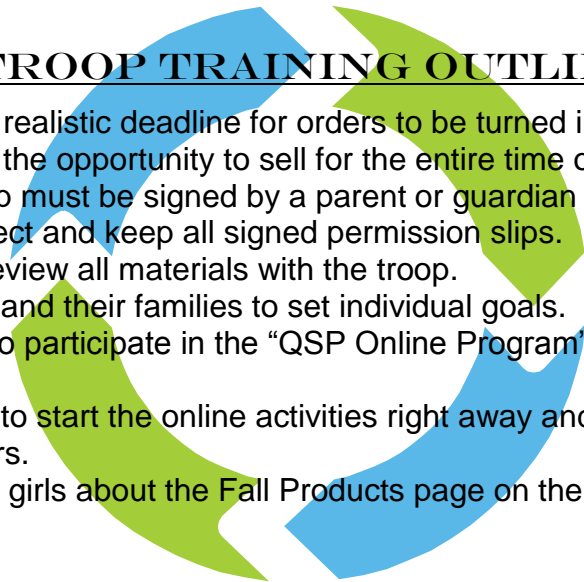 TROOP TRAINING OUTLI
realistic deadline for orders to be turned i
the opportunity to sell for the entire time
o must be signed by a parent or guardian
ect and keep all signed permission slips.
eview all materials with the troop.
and their families to set individual goals.
o participate in the “QSP Online Program”
to start the online activities right away and
rs.
girls about the Fall Products page on the